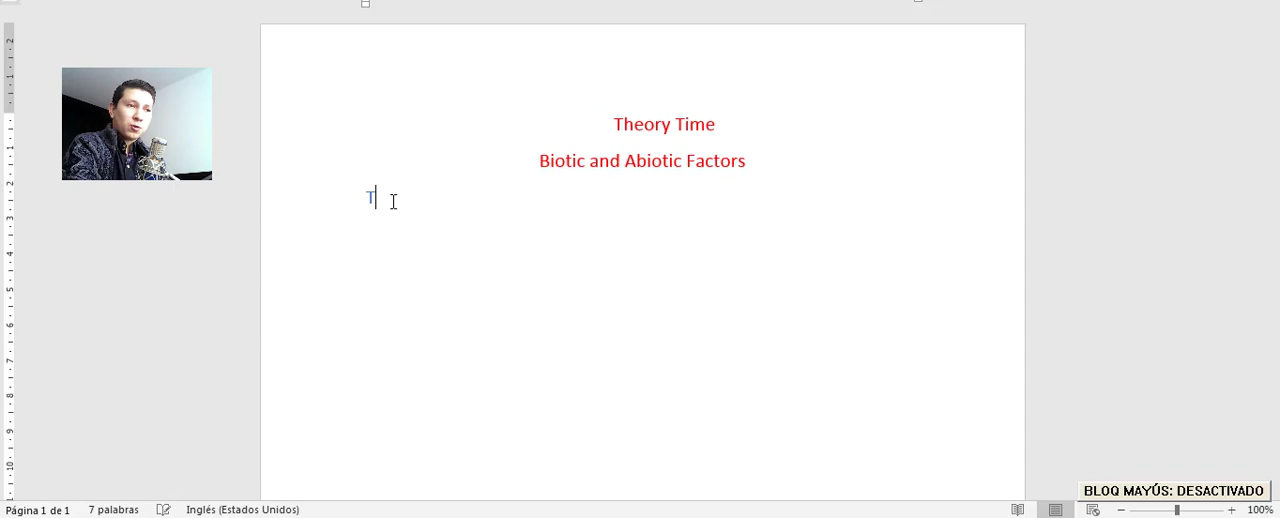 Theory Time
Biotic and Abiotic Factors
T
BLOQ MAYÚS: DESACTIVADO
Página 1 de 1 7 palabras Inglés (Estados Unidos) 100%